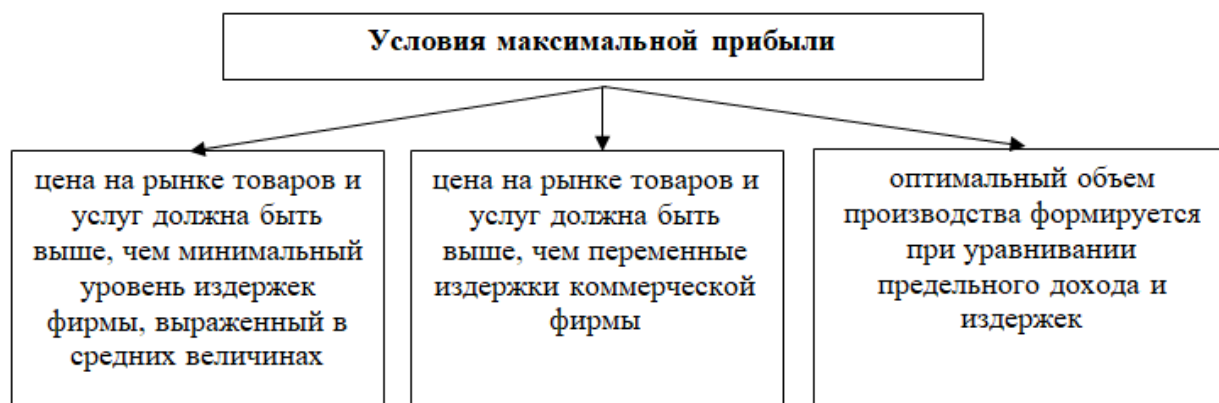 Условия максимальной прибыли
цена на рынке товаров и
услуг должна быть
выше, чем минимальный
уровень издержек
фирмы, выраженный в
средних величинах
цена на рынке товаров и
услуг должна быть
выше, чем переменные
издержки коммерческой
фирмы
оптимальный объем
производства формируется
при уравнивании
предельного дохода и
издержек